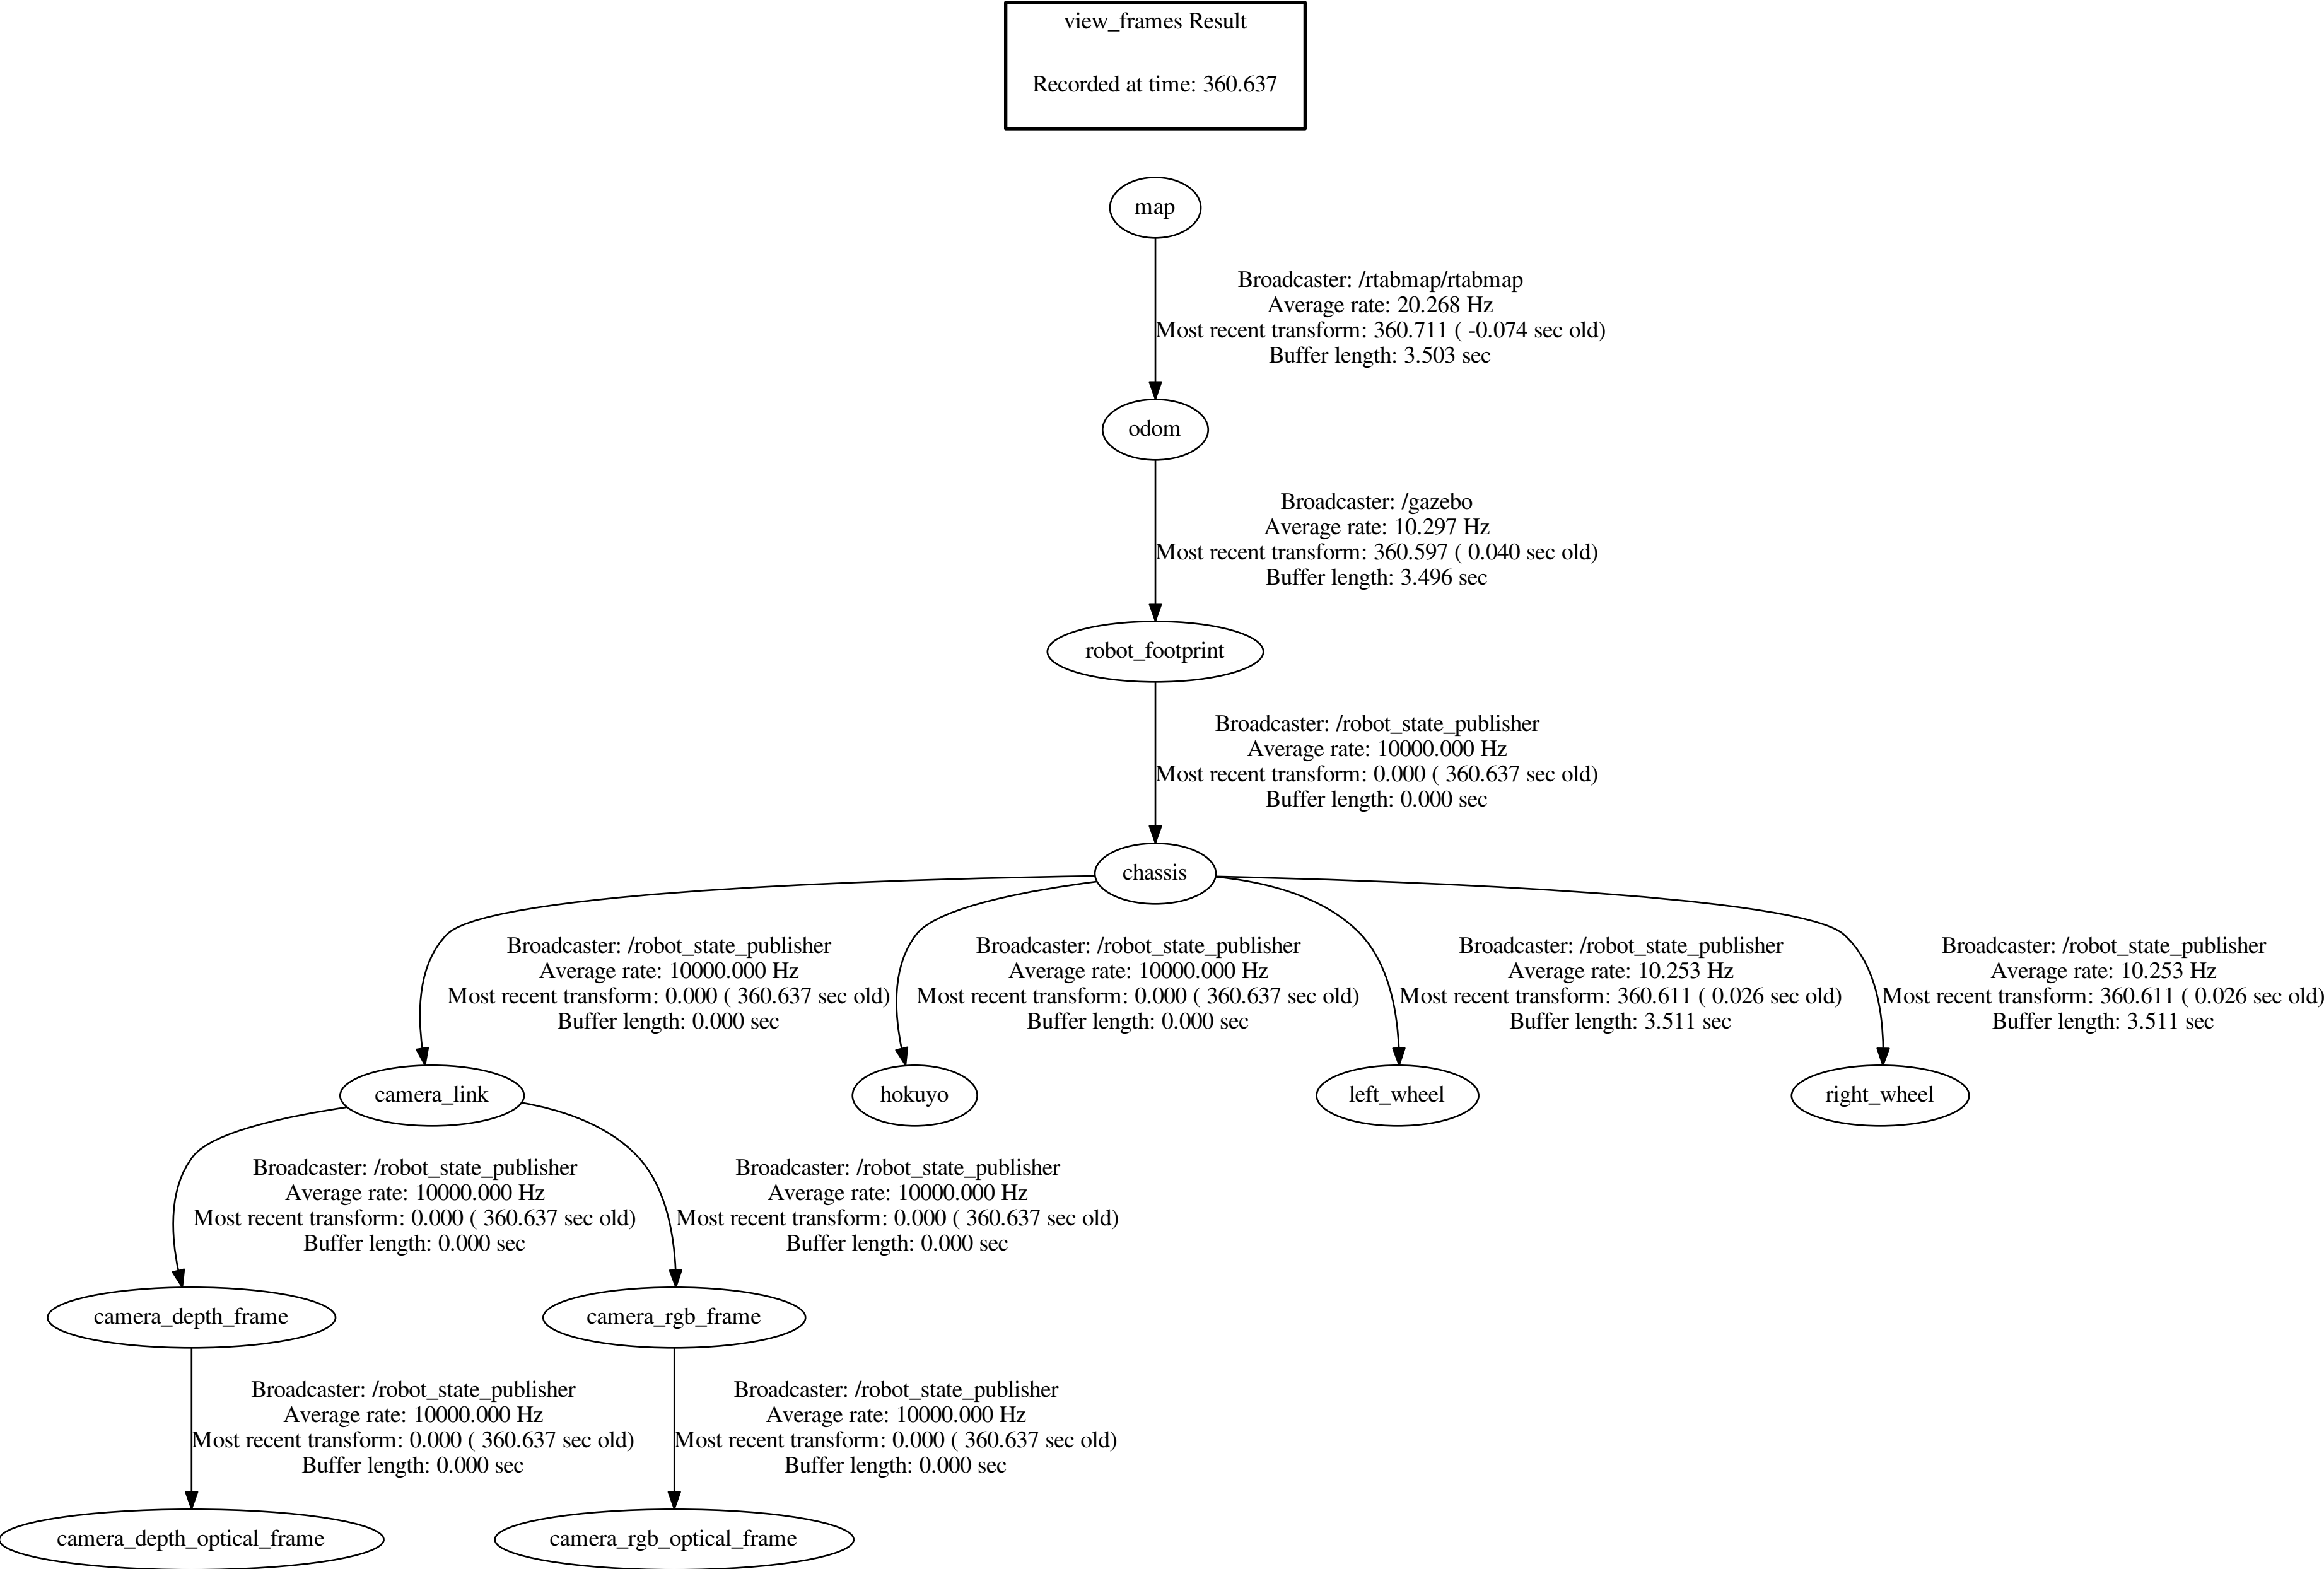 view_frames Result
Recorded at time: 360.637
map
Broadcaster: /rtabmap/rtabmap
Average rate: 20.268 Hz
Most recent transform: 360.711 ( -0.074 sec old)
Buffer length: 3.503 sec
odom
Broadcaster: /gazebo
Average rate: 10.297 Hz
Most recent transform: 360.597 ( 0.040 sec old)
Buffer length: 3.496 sec
robot_footprint
Broadcaster: /robot_state_publisher
Average rate: 10000.000 Hz
Most recent transform: 0.000 ( 360.637 sec old)
Buffer length: 0.000 sec
chassis
Broadcaster: /robot_state_publisher
Average rate: 10000.000 Hz
Most recent transform: 0.000 ( 360.637 sec old)
Buffer length: 0.000 sec
Broadcaster: /robot_state_publisher
Average rate: 10000.000 Hz
Most recent transform: 0.000 ( 360.637 sec old)
Buffer length: 0.000 sec
Broadcaster: /robot_state_publisher
Average rate: 10.253 Hz
Most recent transform: 360.611 ( 0.026 sec old)
Buffer length: 3.511 sec
Broadcaster: /robot_state_publisher
Average rate: 10.253 Hz
Most recent transform: 360.611 ( 0.026 sec old)
Buffer length: 3.511 sec
camera_link
hokuyo
left_wheel
right_wheel
Broadcaster: /robot_state_publisher
Average rate: 10000.000 Hz
Most recent transform: 0.000 ( 360.637 sec old)
Buffer length: 0.000 sec
Broadcaster: /robot_state_publisher
Average rate: 10000.000 Hz
Most recent transform: 0.000 ( 360.637 sec old)
Buffer length: 0.000 sec
camera_depth_frame
camera_rgb_frame
Broadcaster: /robot_state_publisher
Average rate: 10000.000 Hz
Most recent transform: 0.000 ( 360.637 sec old)
Buffer length: 0.000 sec
Broadcaster: /robot_state_publisher
Average rate: 10000.000 Hz
Most recent transform: 0.000 ( 360.637 sec old)
Buffer length: 0.000 sec
camera_depth_optical_frame
camera_rgb_optical_frame